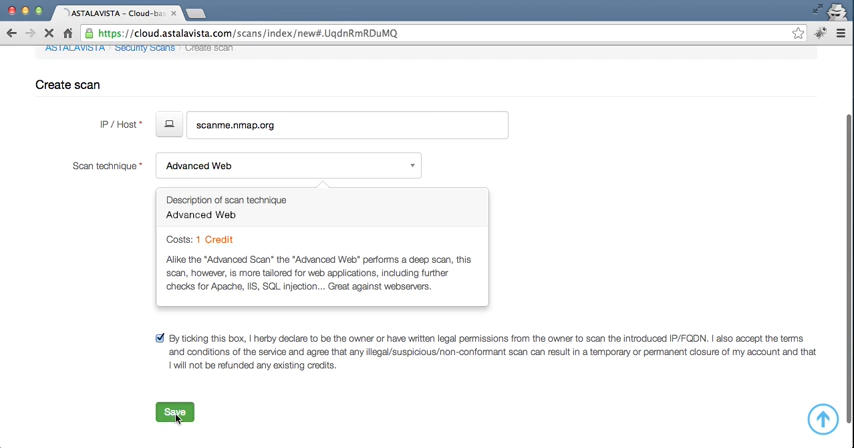 ASTALAVISTA – Cloud-bas
https://cloud.astalavista.com/scans/index/new#.UqdnRmRDuMQ
ASTALAVISTA / Security Scans / Create scan
Create scan
IP / Host *
scanme.nmap.org
Scan technique *
Advanced Web
Description of scan technique
Advanced Web
Costs: 1 Credit
Alike the "Advanced Scan" the "Advanced Web" performs a deep scan, this
scan, however, is more tailored for web applications, including further
checks for Apache, IIS, SQL injection... Great against webservers.
By ticking this box, I herby declare to be the owner or have written legal permissions from the owner to scan the introduced IP/FQDN. I also accept the terms
and conditions of the service and agree that any illegal/suspicious/non-conformant scan can result in a temporary or permanent closure of my account and that
I will not be refunded any existing credits.
Save